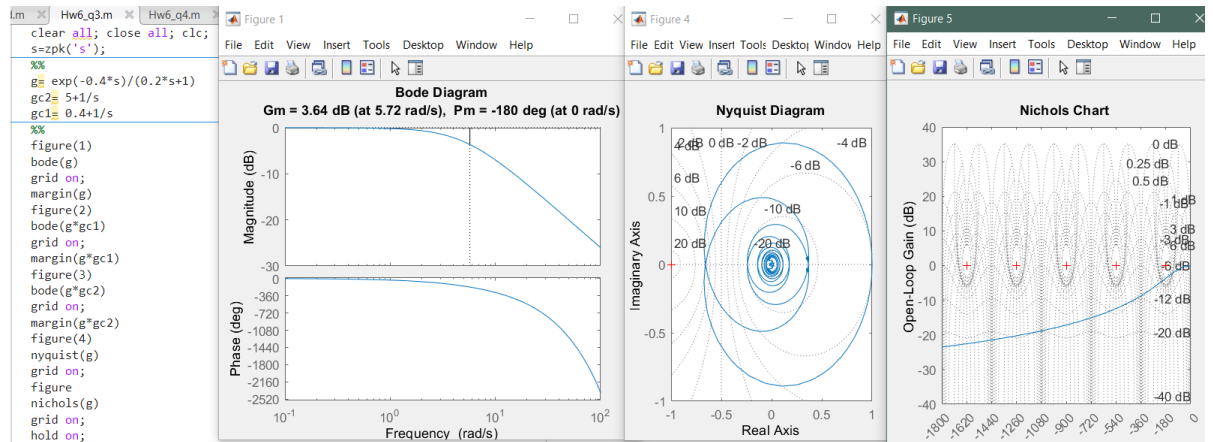 l.m × Hw6_q3.m × Hw6_q4.m ×
clear all; close all; clc;
s=zpk('s');
%%
g= exp(-0.4*s)/(0.2*s+1)
gc2= 5+1/s
gc1= 0.4+1/s
%%
figure(1)
bode(g)
grid on;
margin(g)
figure(2)
bode(g*gc1)
grid on;
margin(g*gc1)
figure(3)
bode(g*gc2)
grid on;
margin(g*gc2)
figure(4)
nyquist(g)
grid on;
figure
nichols(g)
grid on;
hold on;
Figure 1
File Edit View Insert Tools Desktop Window Help
Bode Diagram
Gm = 3.64 dB (at 5.72 rad/s), Pm = -180 deg (at 0 rad/s)
Magnitude (dB)
0
-10
-20
-30
Phase (deg)
-360
-720
-1080
-1440
-1800
-2160
-2520
10-1 100 101 102
Frequency (rad/s)
Figure 4
File Edit View Insert Tools Desktop Window Help
Nyquist Diagram
Imaginary Axis
1
0.5
0
-0.5
-1
2 dB 0 dB -2 dB -4 dB
4 dB -6 dB
6 dB
10 dB -10 dB
20 dB -20 dB
-1 -0.5 0 0.5 1
Real Axis
Figure 5
File Edit View Insert Tools Desktop Window Help
Nichols Chart
Open-Loop Gain (dB)
40
30
20
10
0
-10
-20
-30
-40
0 dB
0.25 dB
0.5 dB
1 dB
-1 dB
3 dB
-3 dB
6 dB
-6 dB
-12 dB
-20 dB
-40 dB
-1800 -1620 -1440 -1260 -1080 -900 -720 -540 -360 -180 0